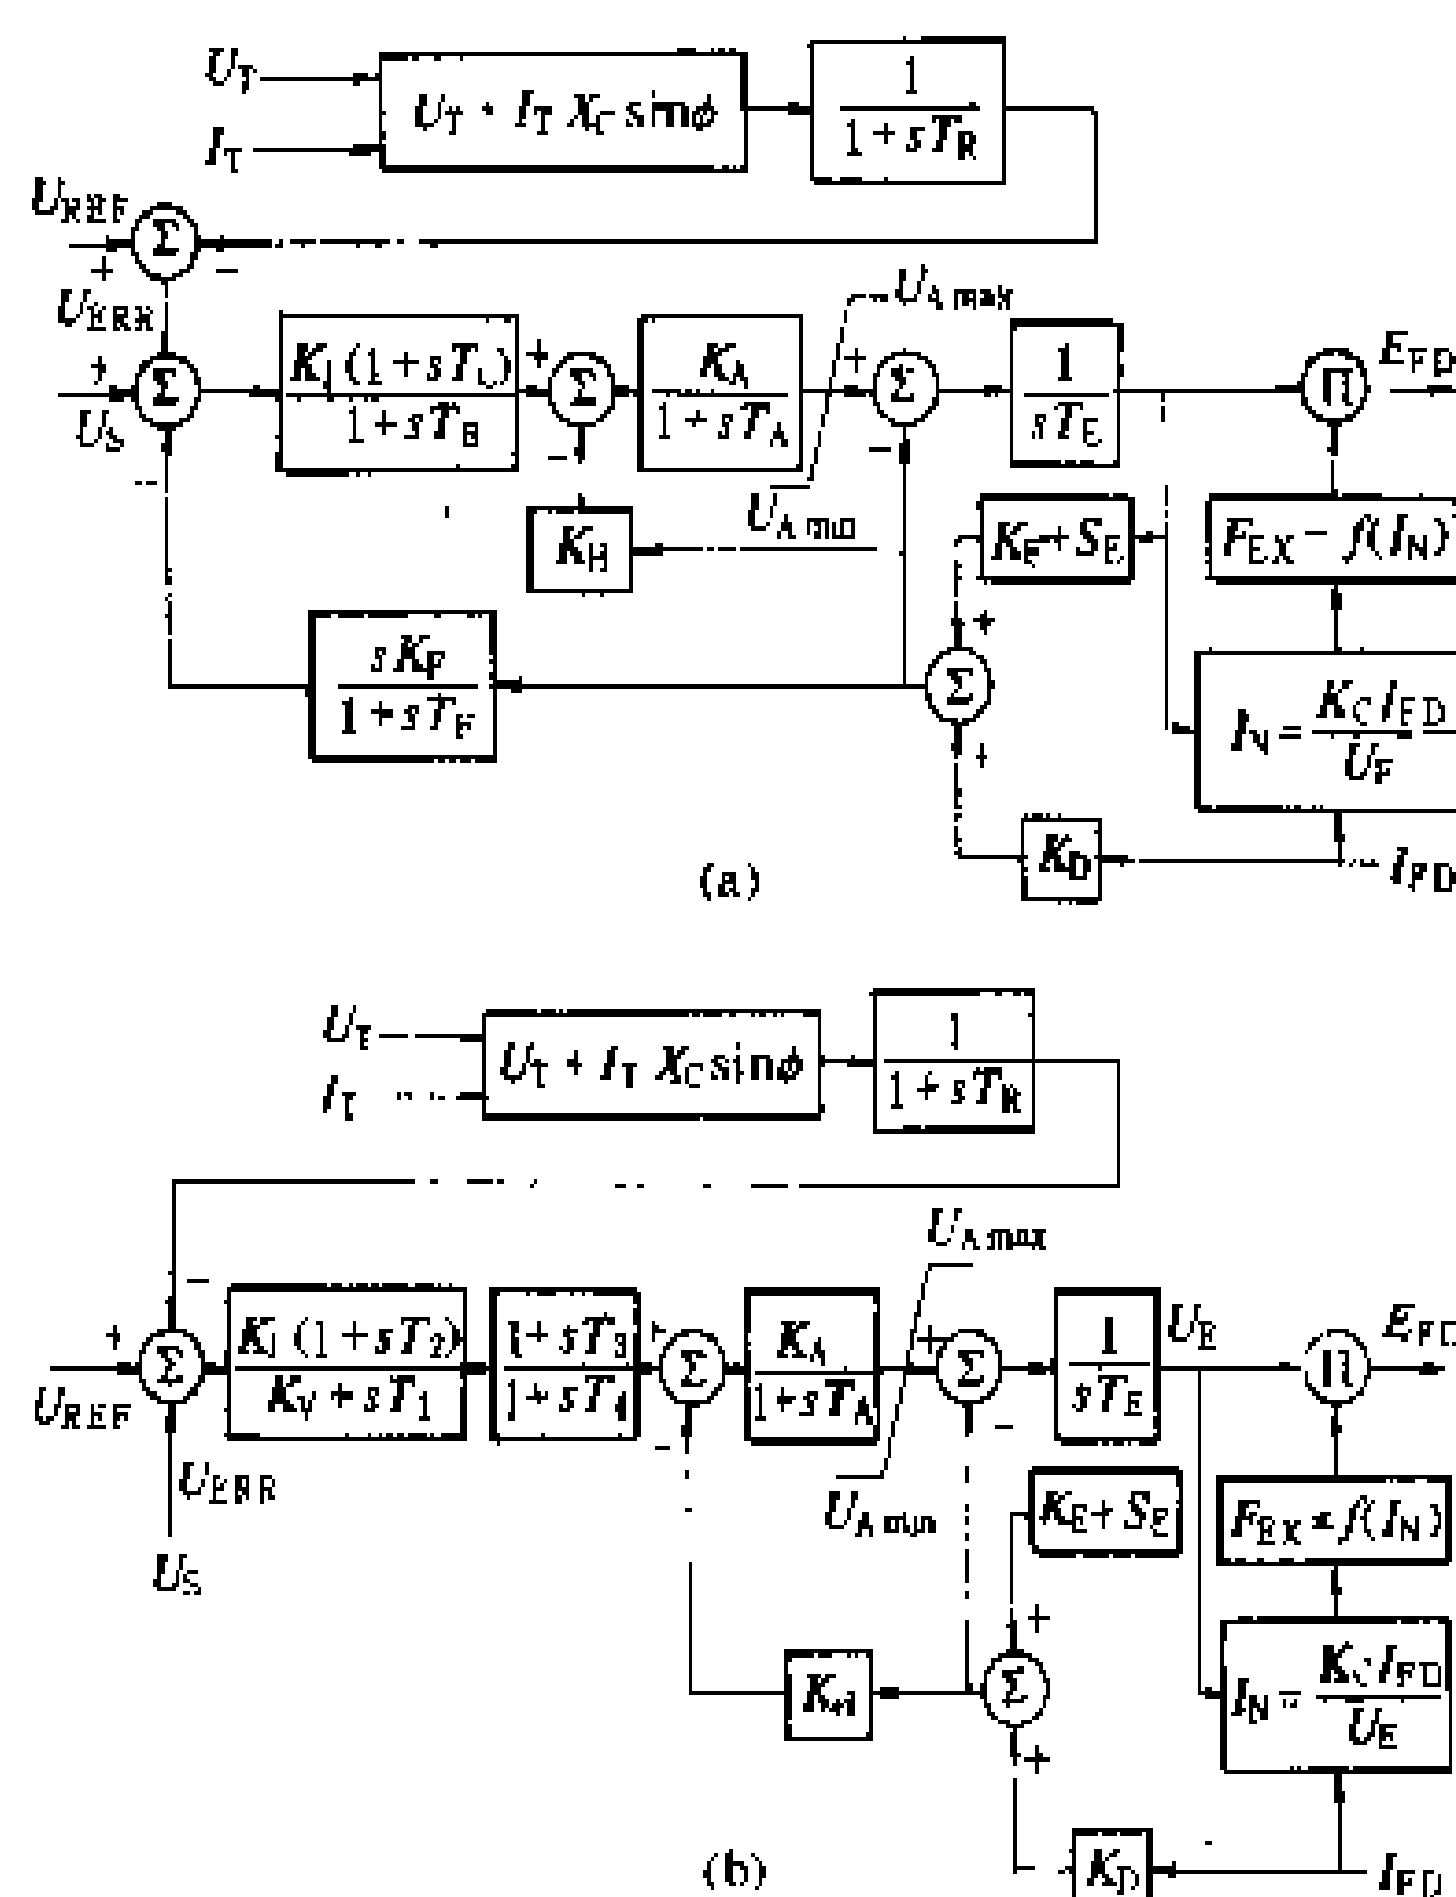 U_T
U_T + I_T X_C sinφ
1
1+sT_R
I_T
U_REF
Σ
+
−
U_ERR
U_A max
E_FD
+
Σ
K_1(1+sT_C)
1+sT_B
+
Σ
K_A
1+sT_A
+
Σ
1
sT_E
Π
U_S
−
−
−
U_A min
K_H
K_E+S_E
F_EX = f(I_N)
+
sK_F
1+sT_F
Σ
I_N = K_C I_FD
U_E
+
K_D
I_FD
(a)
U_T
U_T + I_T X_C sinφ
1
1+sT_R
I_T
U_A max
−
+
Σ
K_1(1+sT_2)
K_V+sT_1
1+sT_3
1+sT_4
+
Σ
K_A
1+sT_A
+
Σ
1
sT_E
U_E
Π
E_FD
U_REF
−
−
U_ERR
U_A min
K_E+S_E
F_EX = f(I_N)
U_S
+
K_H
Σ
I_N = K_C I_FD
U_E
+
K_D
I_FD
(b)